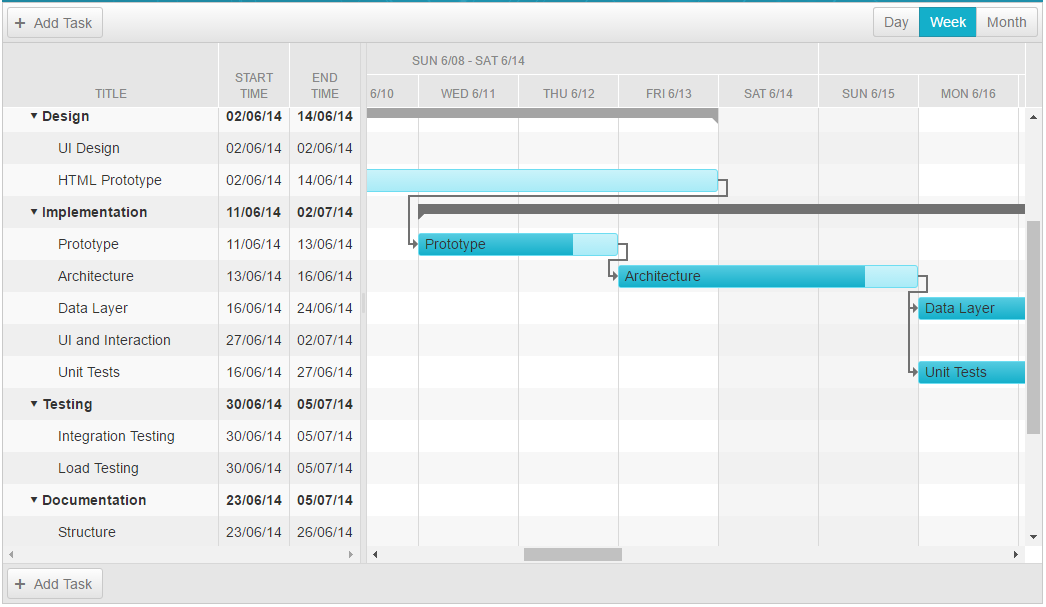 + Add Task
Day Week Month
SUN 6/08 - SAT 6/14
TITLE START TIME END TIME 6/10 WED 6/11 THU 6/12 FRI 6/13 SAT 6/14 SUN 6/15 MON 6/16
Design 02/06/14 14/06/14
UI Design 02/06/14 02/06/14
HTML Prototype 02/06/14 14/06/14
Implementation 11/06/14 02/07/14
Prototype 11/06/14 13/06/14 Prototype
Architecture 13/06/14 16/06/14 Architecture
Data Layer 16/06/14 24/06/14 Data Layer
UI and Interaction 27/06/14 02/07/14
Unit Tests 16/06/14 27/06/14 Unit Tests
Testing 30/06/14 05/07/14
Integration Testing 30/06/14 05/07/14
Load Testing 30/06/14 05/07/14
Documentation 23/06/14 05/07/14
Structure 23/06/14 26/06/14
+ Add Task